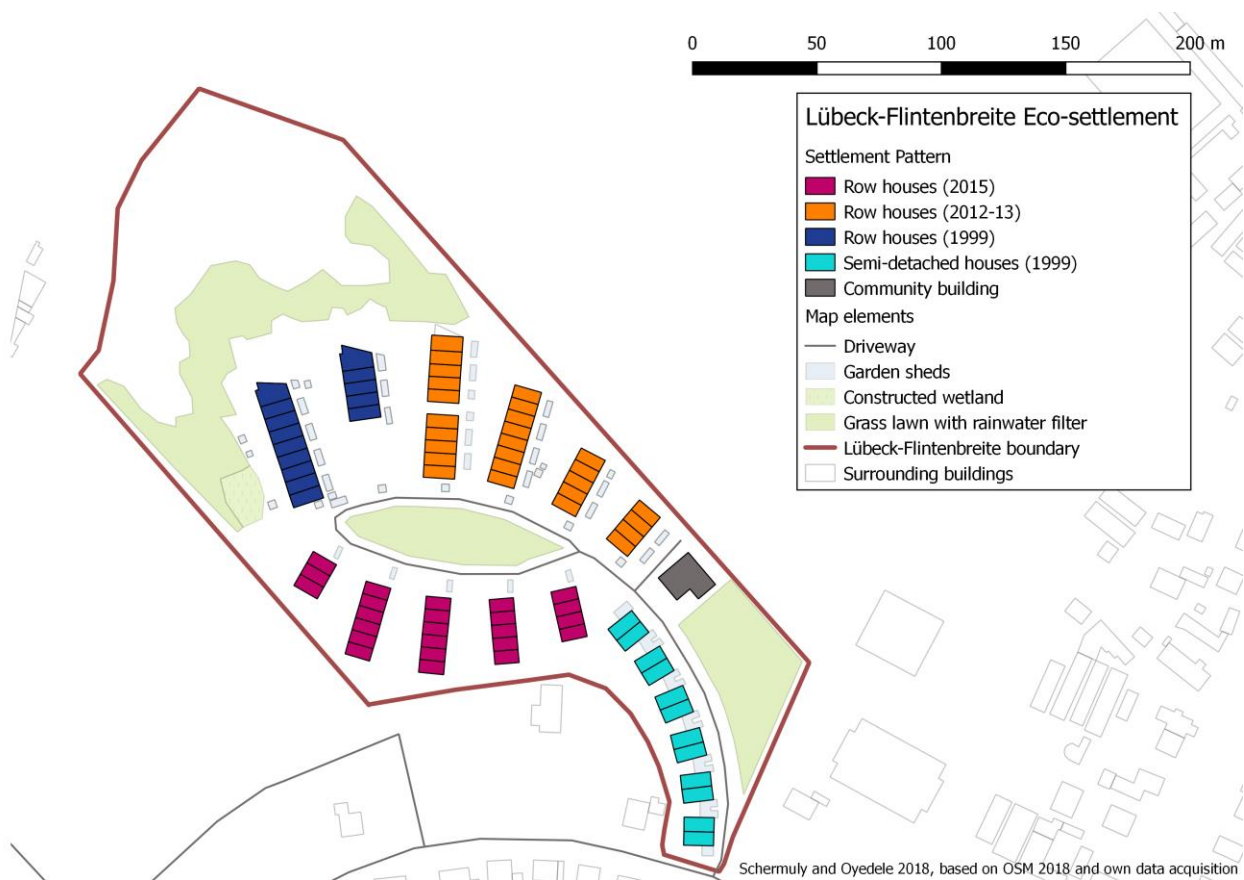 0 50 100 150 200 m
Lübeck-Flintenbreite Eco-settlement
Settlement Pattern
Row houses (2015)
Row houses (2012-13)
Row houses (1999)
Semi-detached houses (1999)
Community building
Map elements
Driveway
Garden sheds
Constructed wetland
Grass lawn with rainwater filter
Lübeck-Flintenbreite boundary
Surrounding buildings
Schermuly and Oyedele 2018, based on OSM 2018 and own data acquisition